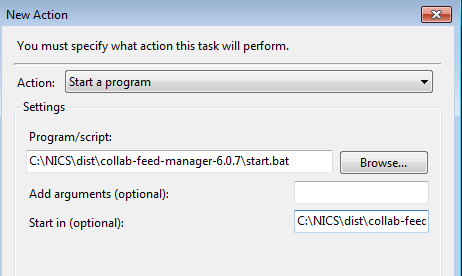 New Action
You must specify what action this task will perform.
Action: Start a program
Settings
Program/script:
C:\NICS\dist\collab-feed-manager-6.0.7\start.bat Browse...
Add arguments (optional):
Start in (optional): C:\NICS\dist\collab-feed